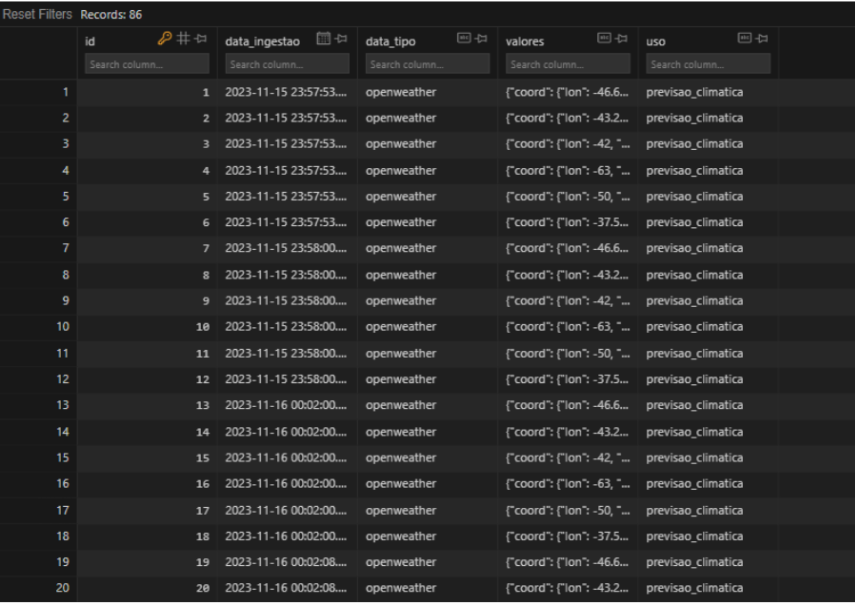 Reset Filters Records: 86
id data_ingestao data_tipo valores uso
Search column... Search column... Search column... Search column... Search column...
1 1 2023-11-15 23:57:53.... openweather {"coord": {"lon": -46.6... previsao_climatica
2 2 2023-11-15 23:57:53.... openweather {"coord": {"lon": -43.2... previsao_climatica
3 3 2023-11-15 23:57:53.... openweather {"coord": {"lon": -42, "... previsao_climatica
4 4 2023-11-15 23:57:53.... openweather {"coord": {"lon": -63, "... previsao_climatica
5 5 2023-11-15 23:57:53.... openweather {"coord": {"lon": -50, "... previsao_climatica
6 6 2023-11-15 23:57:53.... openweather {"coord": {"lon": -37.5... previsao_climatica
7 7 2023-11-15 23:58:00.... openweather {"coord": {"lon": -46.6... previsao_climatica
8 8 2023-11-15 23:58:00.... openweather {"coord": {"lon": -43.2... previsao_climatica
9 9 2023-11-15 23:58:00.... openweather {"coord": {"lon": -42, "... previsao_climatica
10 10 2023-11-15 23:58:00.... openweather {"coord": {"lon": -63, "... previsao_climatica
11 11 2023-11-15 23:58:00.... openweather {"coord": {"lon": -50, "... previsao_climatica
12 12 2023-11-15 23:58:00.... openweather {"coord": {"lon": -37.5... previsao_climatica
13 13 2023-11-16 00:02:00.... openweather {"coord": {"lon": -46.6... previsao_climatica
14 14 2023-11-16 00:02:00.... openweather {"coord": {"lon": -43.2... previsao_climatica
15 15 2023-11-16 00:02:00.... openweather {"coord": {"lon": -42, "... previsao_climatica
16 16 2023-11-16 00:02:00.... openweather {"coord": {"lon": -63, "... previsao_climatica
17 17 2023-11-16 00:02:00.... openweather {"coord": {"lon": -50, "... previsao_climatica
18 18 2023-11-16 00:02:00.... openweather {"coord": {"lon": -37.5... previsao_climatica
19 19 2023-11-16 00:02:08.... openweather {"coord": {"lon": -46.6... previsao_climatica
20 20 2023-11-16 00:02:08.... openweather {"coord": {"lon": -43.2... previsao_climatica